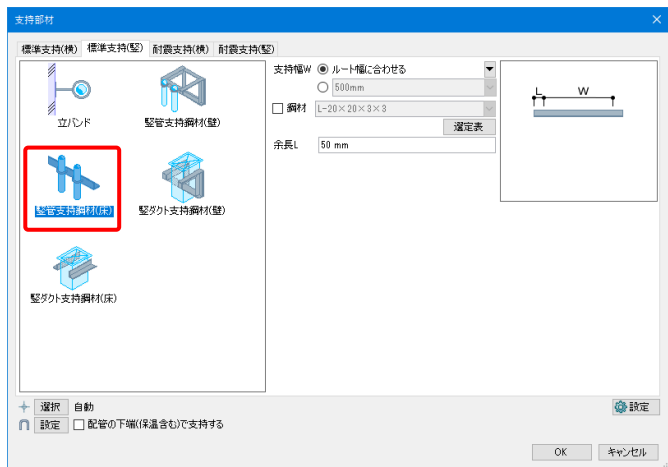 支持部材
標準支持(横) 標準支持(竪) 耐震支持(横) 耐震支持(竪)
立バンド
竪管支持鋼材(壁)
竪管支持鋼材(床)
竪ダクト支持鋼材(壁)
竪ダクト支持鋼材(床)
支持幅W ルート幅に合わせる
500mm
鋼材 L-20×20×3×3
選定表
余長L 50 mm
L W
選択 自動
設定
設定 配管の下端(保温含む)で支持する
OK キャンセル